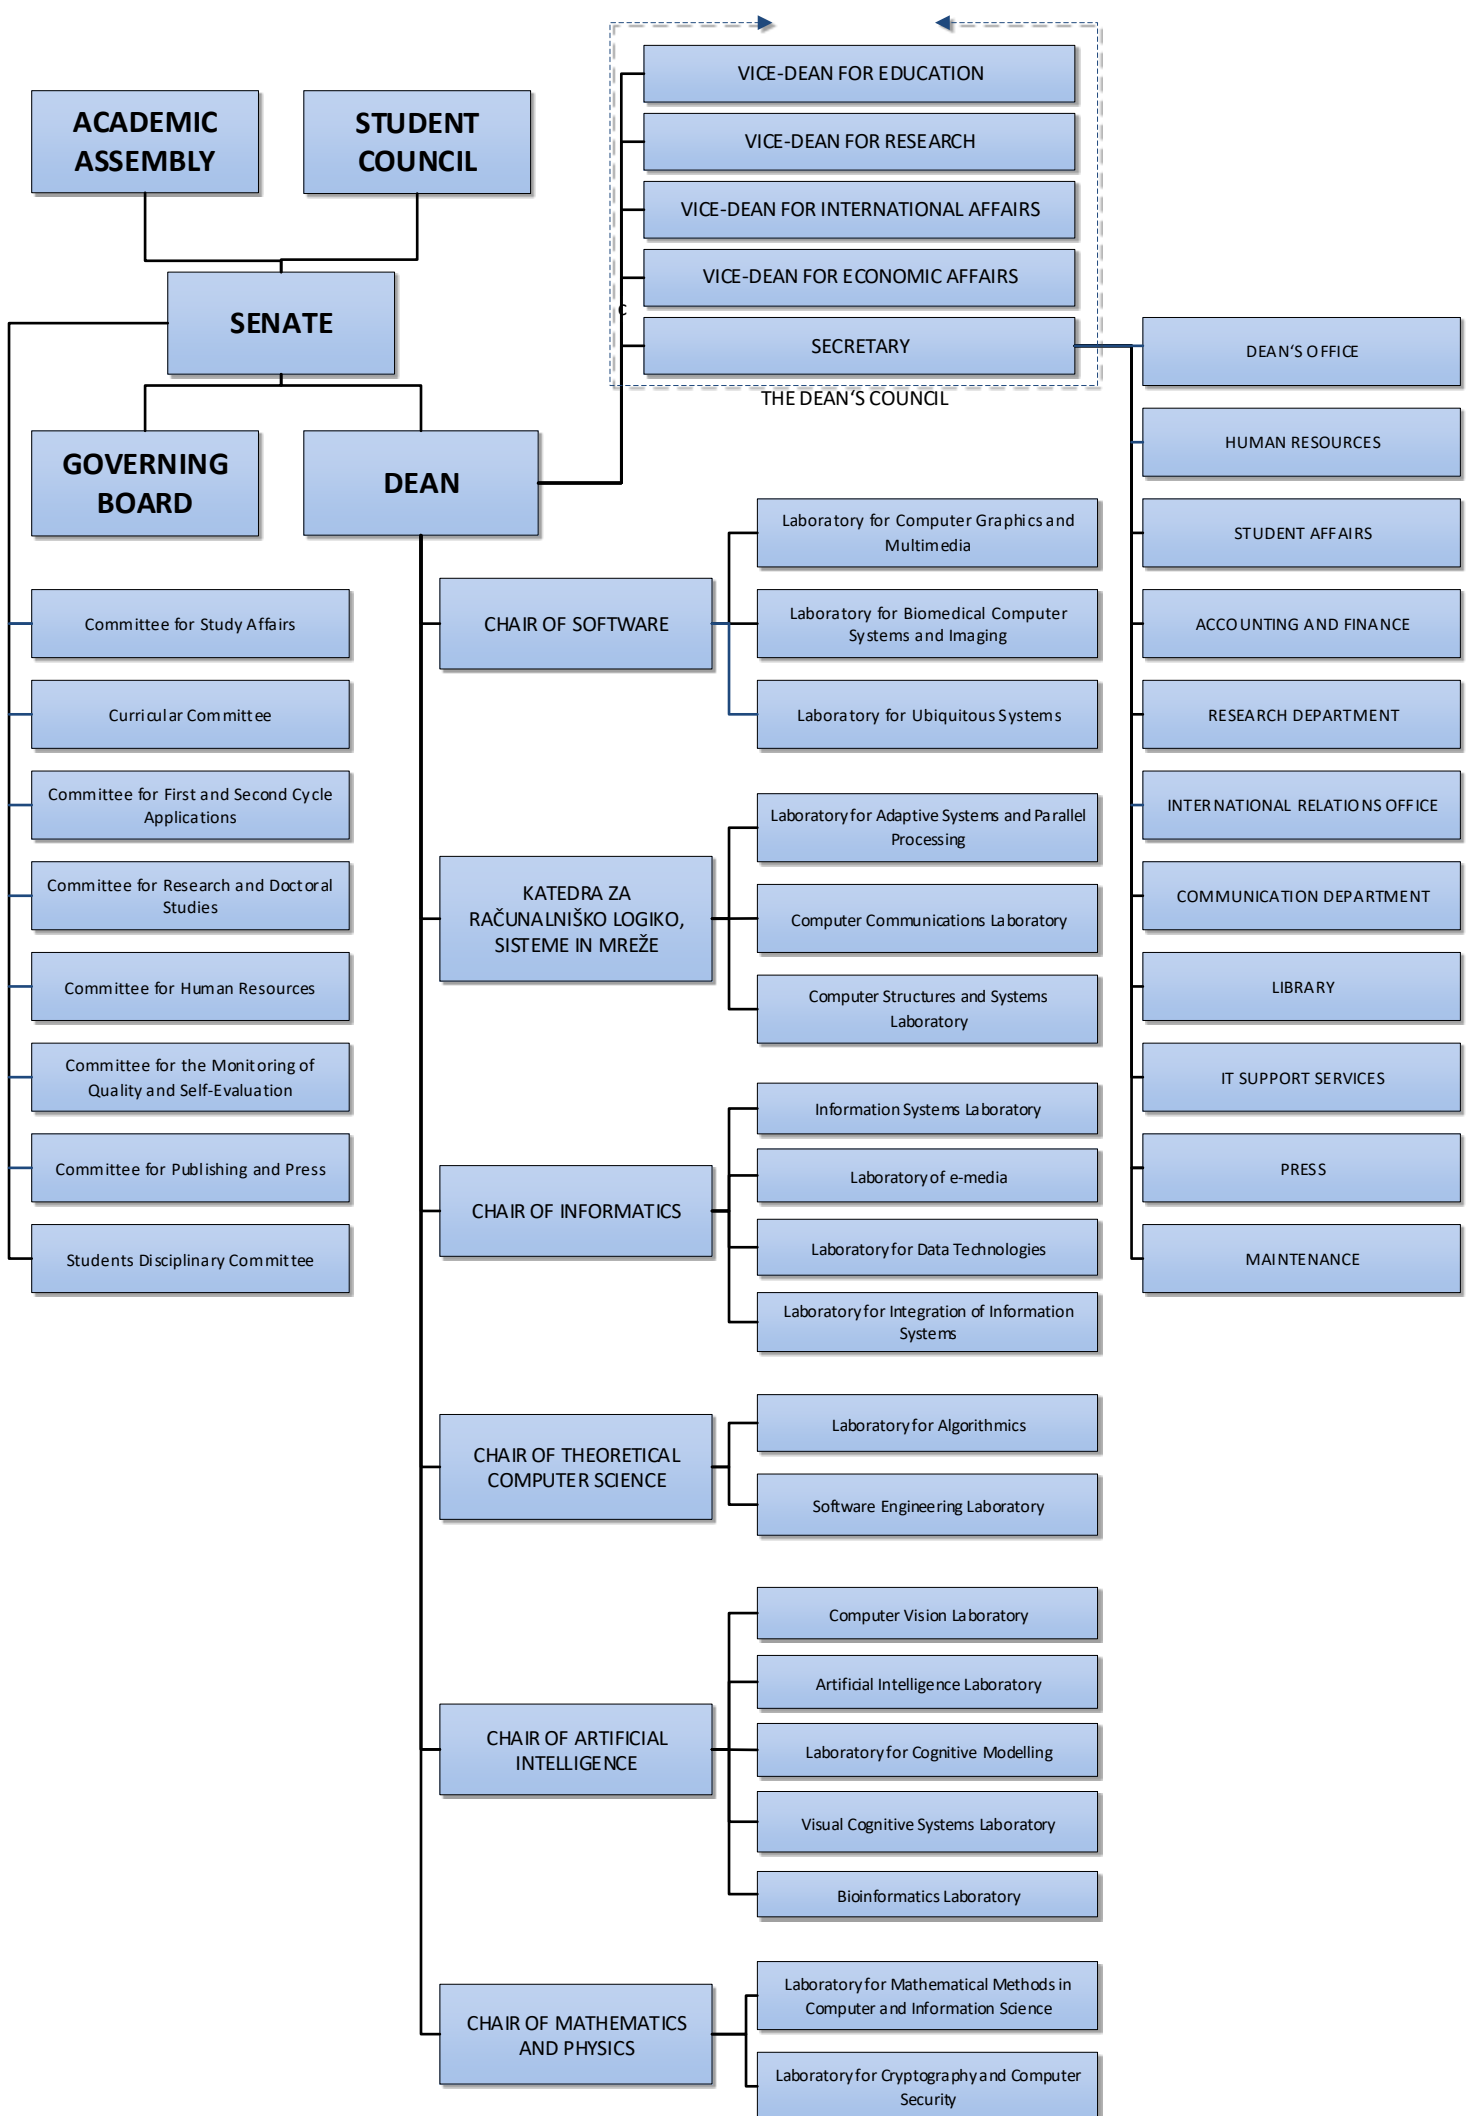 ACADEMIC
ASSEMBLY
STUDENT
COUNCIL
SENATE
GOVERNING
BOARD
DEAN
VICE-DEAN FOR EDUCATION
VICE-DEAN FOR RESEARCH
VICE-DEAN FOR INTERNATIONAL AFFAIRS
VICE-DEAN FOR ECONOMIC AFFAIRS
c
SECRETARY
THE DEAN‘S COUNCIL
DEAN‘S OFFICE
HUMAN RESOURCES
STUDENT AFFAIRS
ACCOUNTING AND FINANCE
RESEARCH DEPARTMENT
INTERNATIONAL RELATIONS OFFICE
COMMUNICATION DEPARTMENT
LIBRARY
IT SUPPORT SERVICES
PRESS
MAINTENANCE
Committee for Study Affairs
Curricular Committee
Committee for First and Second Cycle
Applications
Committee for Research and Doctoral
Studies
Committee for Human Resources
Committee for the Monitoring of
Quality and Self-Evaluation
Committee for Publishing and Press
Students Disciplinary Committee
CHAIR OF SOFTWARE
Laboratory for Computer Graphics and
Multimedia
Laboratory for Biomedical Computer
Systems and Imaging
Laboratory for Ubiquitous Systems
KATEDRA ZA
RAČUNALNIŠKO LOGIKO,
SISTEME IN MREŽE
Laboratory for Adaptive Systems and Parallel
Processing
Computer Communications Laboratory
Computer Structures and Systems
Laboratory
CHAIR OF INFORMATICS
Information Systems Laboratory
Laboratory of e-media
Laboratory for Data Technologies
Laboratory for Integration of Information
Systems
CHAIR OF THEORETICAL
COMPUTER SCIENCE
Laboratory for Algorithmics
Software Engineering Laboratory
CHAIR OF ARTIFICIAL
INTELLIGENCE
Computer Vision Laboratory
Artificial Intelligence Laboratory
Laboratory for Cognitive Modelling
Visual Cognitive Systems Laboratory
Bioinformatics Laboratory
CHAIR OF MATHEMATICS
AND PHYSICS
Laboratory for Mathematical Methods in
Computer and Information Science
Laboratory for Cryptography and Computer
Security